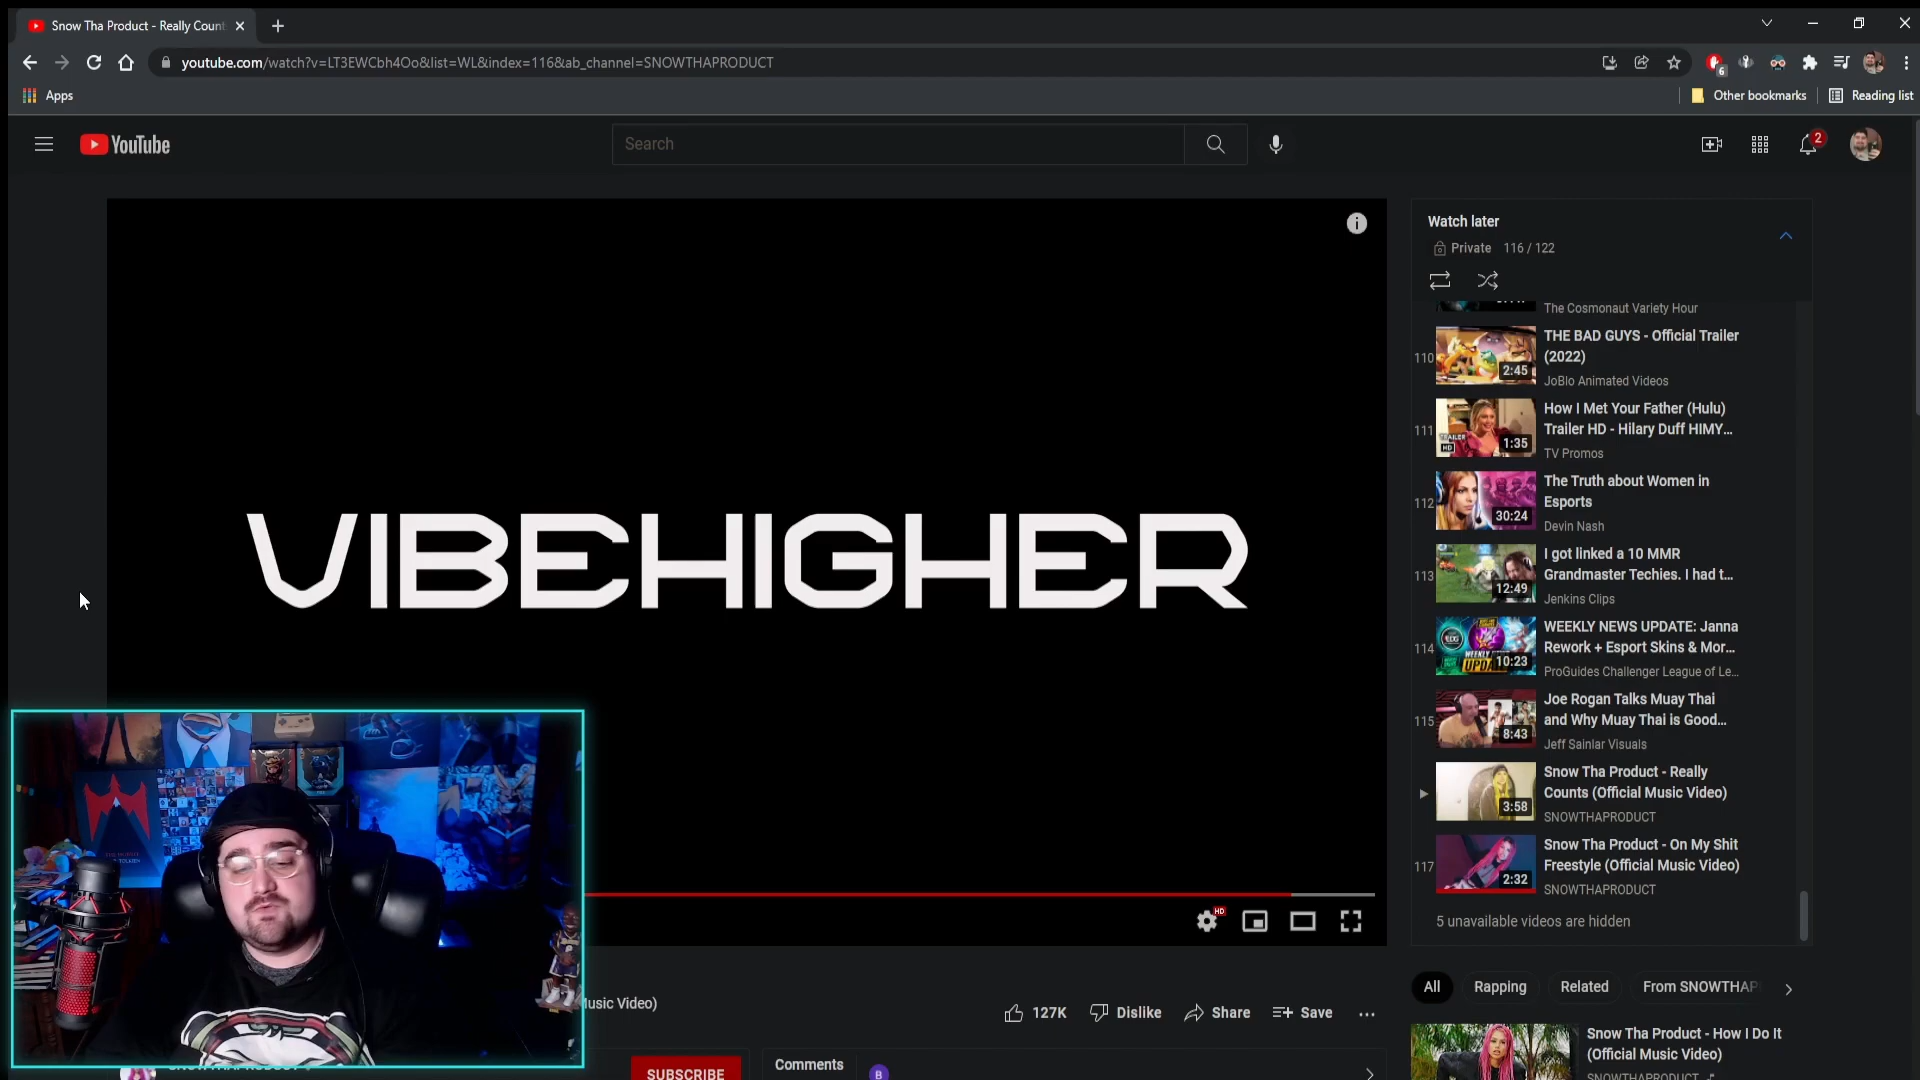 Snow Tha Product - Really Count
youtube.com/watch?v=LT3EWCbh4Oo&list=WL&index=116&ab_channel=SNOWTHAPRODUCT
6
Apps
Other bookmarks
Reading list
YouTube
Search
2
VIBEHIGHER
Watch later
Private 116 / 122
The Cosmonaut Variety Hour
110
2:45
THE BAD GUYS - Official Trailer
(2022)
JoBlo Animated Videos
111
TRAILER
HD
1:35
How I Met Your Father (Hulu)
Trailer HD - Hilary Duff HIMY...
TV Promos
112
30:24
The Truth about Women in
Esports
Devin Nash
113
12:49
I got linked a 10 MMR
Grandmaster Techies. I had t...
Jenkins Clips
114
WEEKLY
10:23
WEEKLY NEWS UPDATE: Janna
Rework + Esport Skins & Mor...
ProGuides Challenger League of Le...
115
8:43
Joe Rogan Talks Muay Thai
and Why Muay Thai is Good...
Jeff Sainlar Visuals
3:58
Snow Tha Product - Really
Counts (Official Music Video)
SNOWTHAPRODUCT
117
2:32
Snow Tha Product - On My Shit
Freestyle (Official Music Video)
SNOWTHAPRODUCT
5 unavailable videos are hidden
HD
Music Video)
127K
Dislike
Share
Save
SUBSCRIBE
Comments
B
All
Rapping
Related
From SNOWTHAP
Snow Tha Product - How I Do It
(Official Music Video)
SNOWTHAPRODUCT